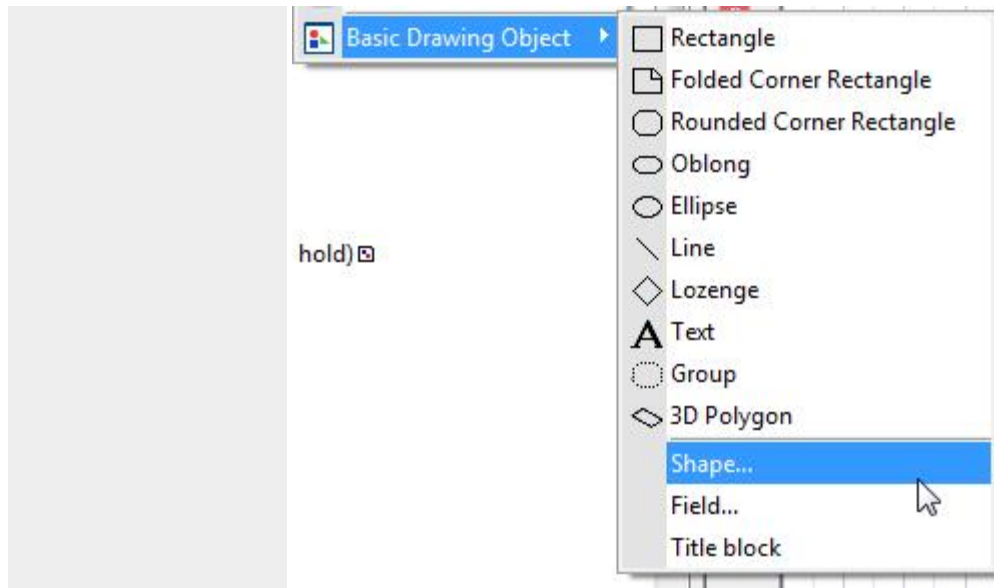 Basic Drawing Object
Rectangle
Folded Corner Rectangle
Rounded Corner Rectangle
Oblong
Ellipse
hold)
Line
Lozenge
A Text
Group
3D Polygon
Shape...
Field...
Title block